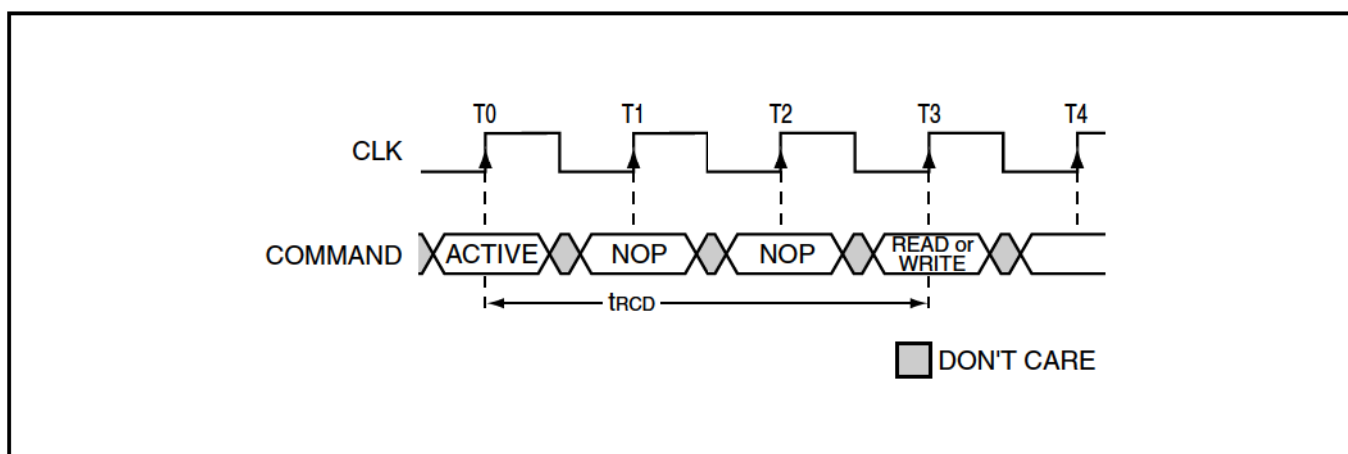 T0 T1 T2 T3 T4
CLK
COMMAND ACTIVE NOP NOP READ or
WRITE
tRCD
DON'T CARE